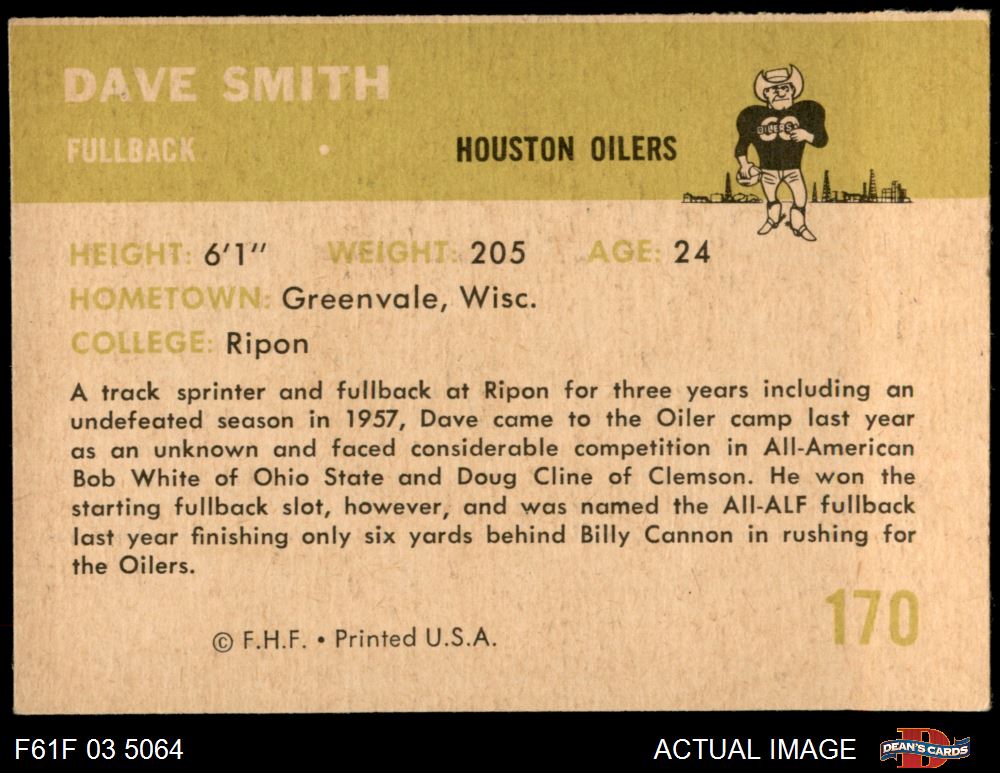 DAVE SMITH
FULLBACK
HOUSTON OILERS
OILERS
HEIGHT: 6'1" WEIGHT: 205 AGE: 24
HOMETOWN: Greenvale, Wisc.
COLLEGE: Ripon
A track sprinter and fullback at Ripon for three years including an
undefeated season in 1957, Dave came to the Oiler camp last year
as an unknown and faced considerable competition in All-American
Bob White of Ohio State and Doug Cline of Clemson. He won the
starting fullback slot, however, and was named the All-ALF fullback
last year finishing only six yards behind Billy Cannon in rushing for
the Oilers.
170
© F.H.F. • Printed U.S.A.
F61F 03 5064
ACTUAL IMAGE
D
DEAN'S CARDS